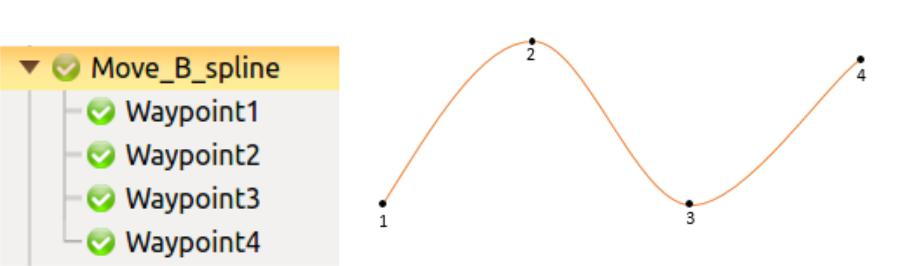 Move_B_spline
Waypoint1
Waypoint2
Waypoint3
Waypoint4
1
2
3
4